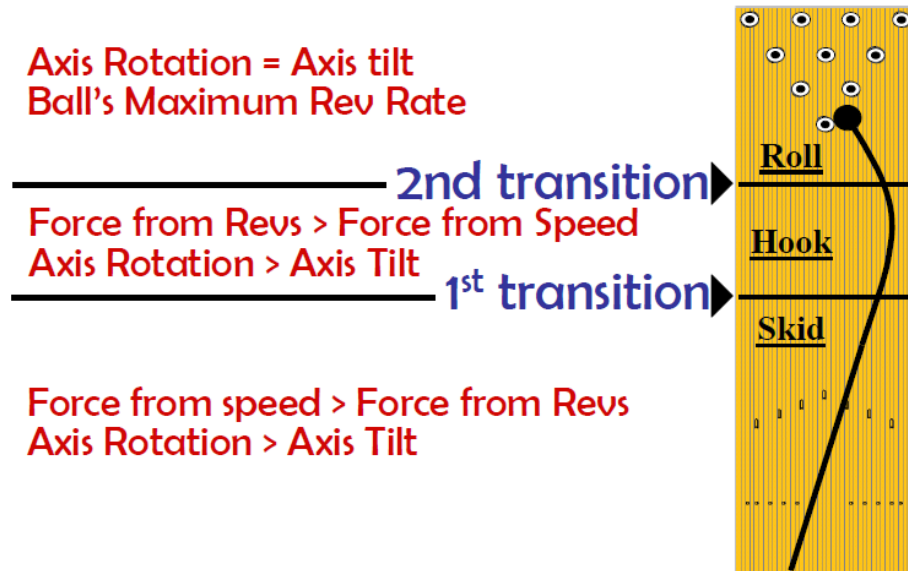 Axis Rotation = Axis tilt
Ball's Maximum Rev Rate
Roll
2nd transition
Force from Revs > Force from Speed
Axis Rotation > Axis Tilt
Hook
1st transition
Skid
Force from speed > Force from Revs
Axis Rotation > Axis Tilt